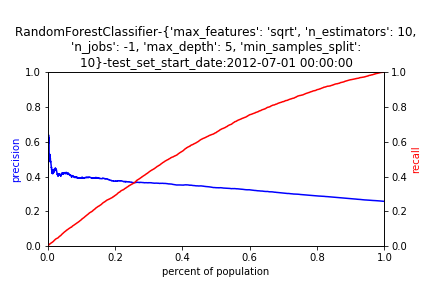 RandomForestClassifier-{'max_features': 'sqrt', 'n_estimators': 10,
'n_jobs': -1, 'max_depth': 5, 'min_samples_split':
10}-test_set_start_date:2012-07-01 00:00:00
1.0
0.8
0.6
0.4
0.2
0.0
precision
1.0
0.8
0.6
0.4
0.2
0.0
recall
0.0 0.2 0.4 0.6 0.8 1.0
percent of population